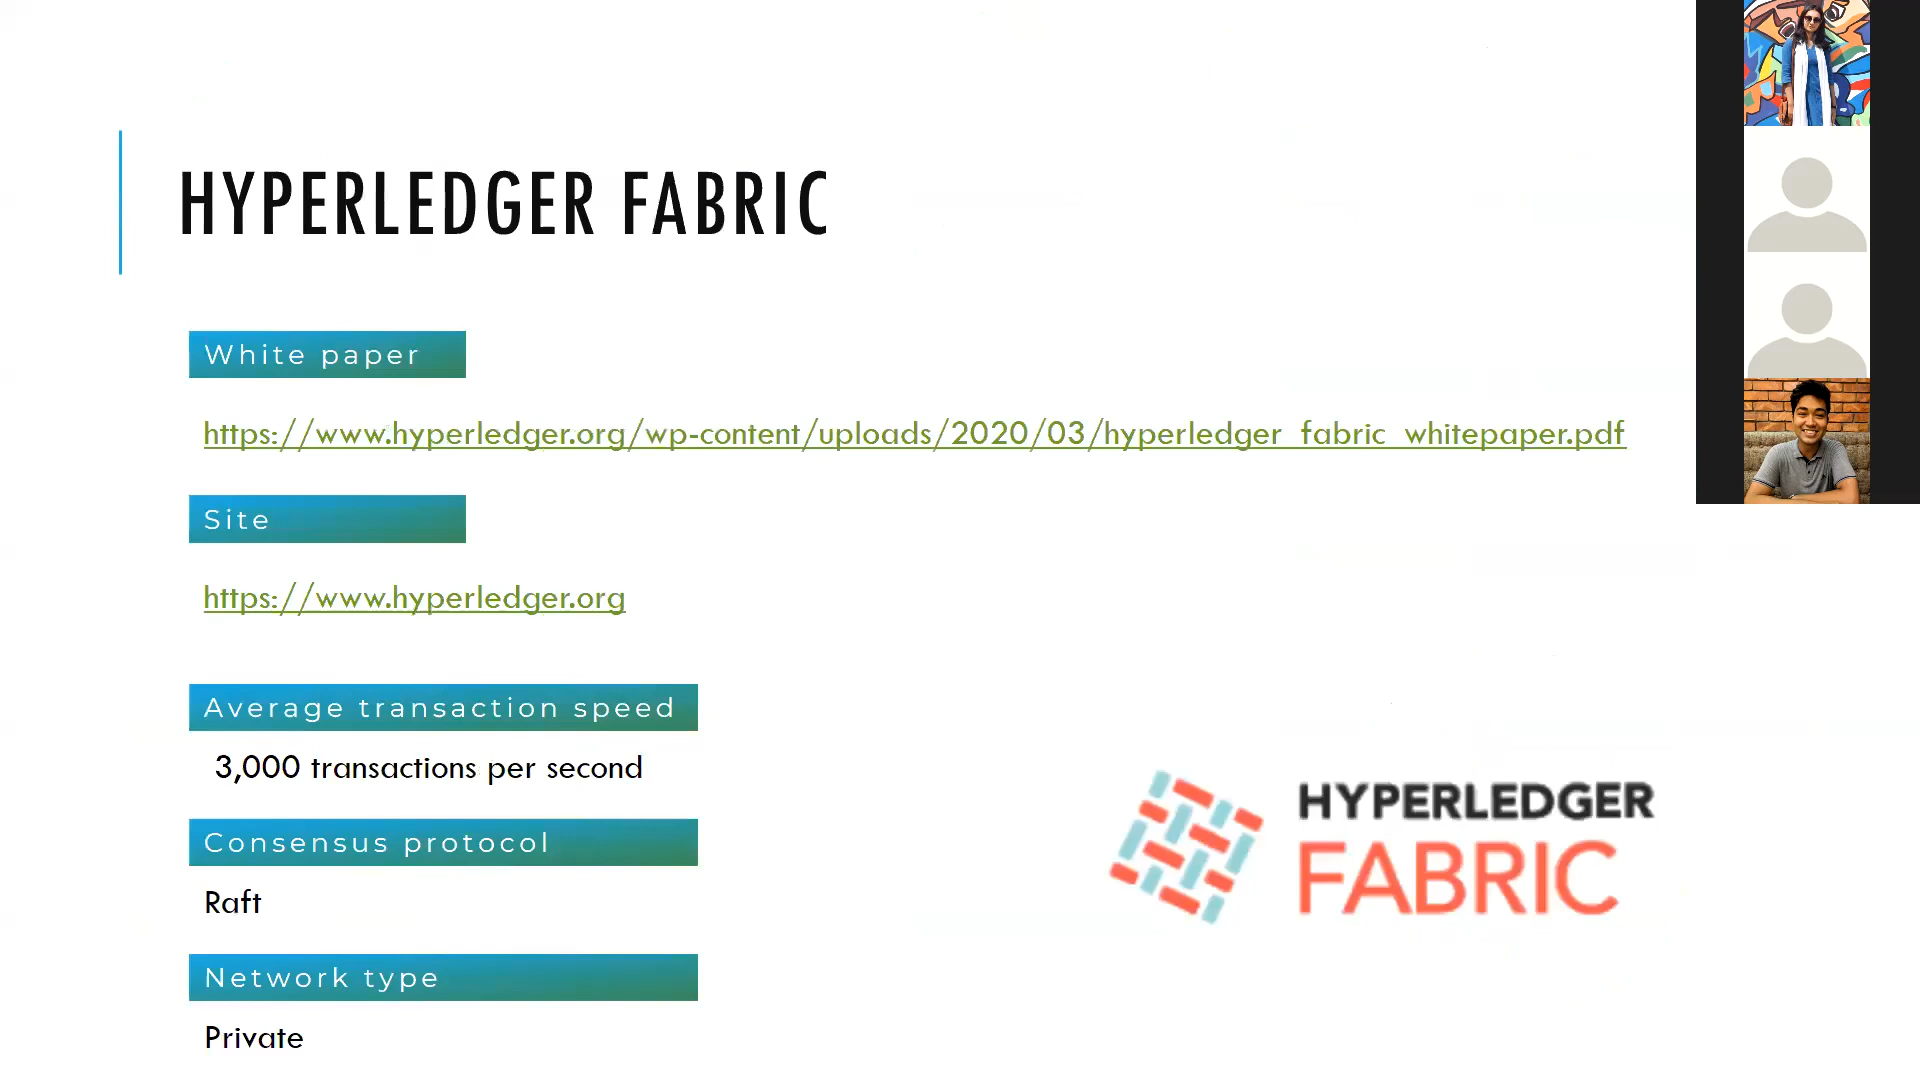 HYPERLEDGER FABRIC
White paper
https://www.hyperledger.org/wp-content/uploads/2020/03/hyperledger_fabric_whitepaper.pdf
Site
https://www.hyperledger.org
Average transaction speed
3,000 transactions per second
Consensus protocol
Raft
Network type
Private
HYPERLEDGER
FABRIC